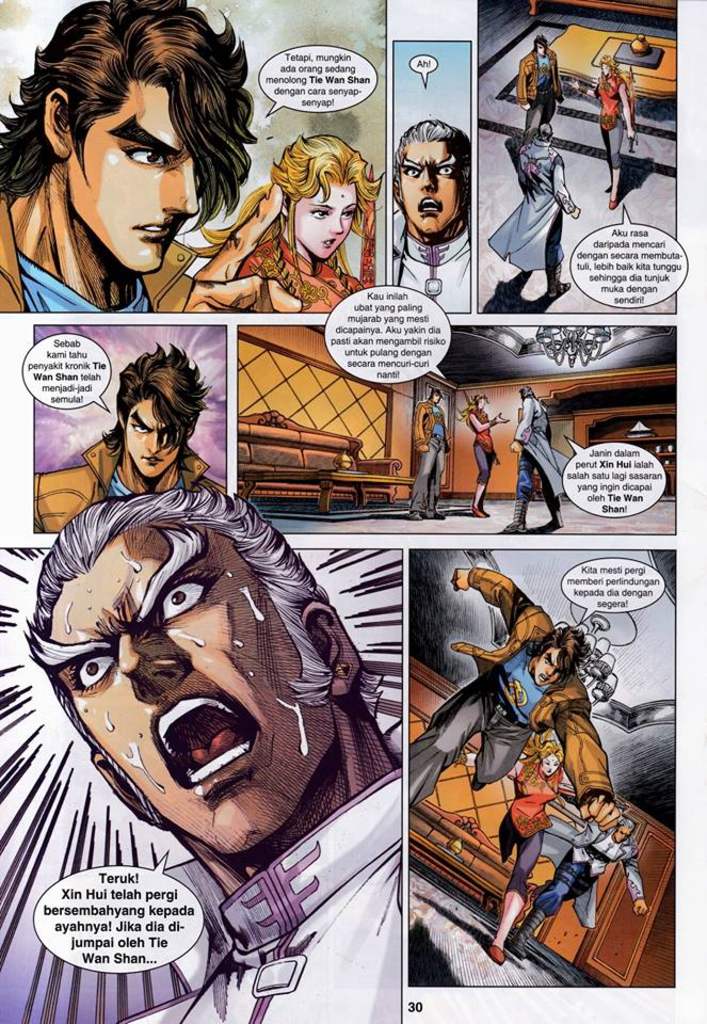 Tetapi, mungkin
ada orang sedang
menolong Tie Wan Shan
dengan cara senyap-
senyap!
Ah!
Aku rasa
daripada mencari
dengan secara membuta-
tuli, lebih baik kita tunggu
dia tunjuk
muka dengan
sendiri!
Sebab
kami tahu
penyakit kronik Tie
Wan Shan telah
menjadi-jadi
semula!
Kau inilah
ubat yang paling
mujarab yang mesti
dicapainya. Aku yakin dia
pasti akan mengambil risiko
untuk pulang dengan
secara mencuri-curi
nanti!
Janin dalam
perut Xin Hui ialah
salah satu sasaran
yang ingin dicapai
oleh Tie Wan
Shan!
Teruk!
Xin Hui telah pergi
bersembahyang kepada
ayahnya! Jika dia di-
jumpai oleh Tie
Wan Shan...
Kita mesti pergi
memberi perlindungan
kepada dia dengan
segera!
30